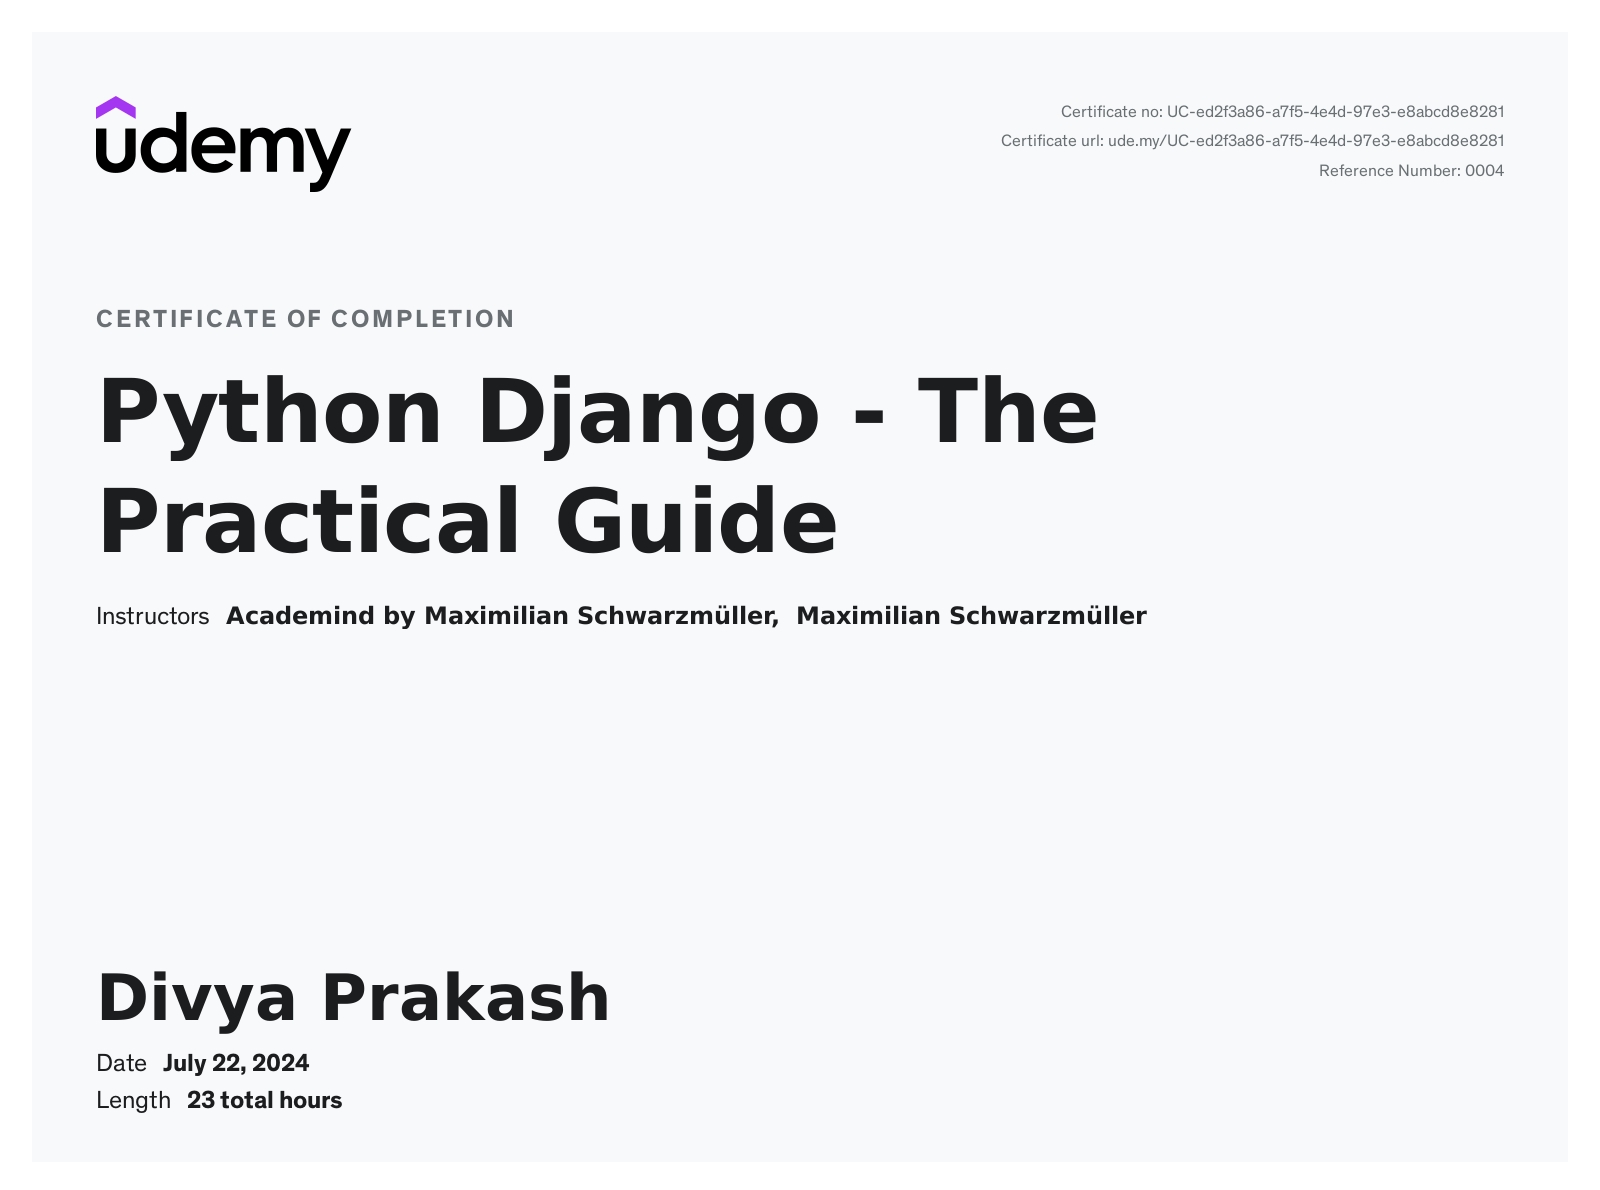 udemy
Certificate no: UC-ed2f3a86-a7f5-4e4d-97e3-e8abcd8e8281
Certificate url: ude.my/UC-ed2f3a86-a7f5-4e4d-97e3-e8abcd8e8281
Reference Number: 0004
CERTIFICATE OF COMPLETION
Python Django - The
Practical Guide
Instructors Academind by Maximilian Schwarzmüller, Maximilian Schwarzmüller
Divya Prakash
Date July 22, 2024
Length 23 total hours